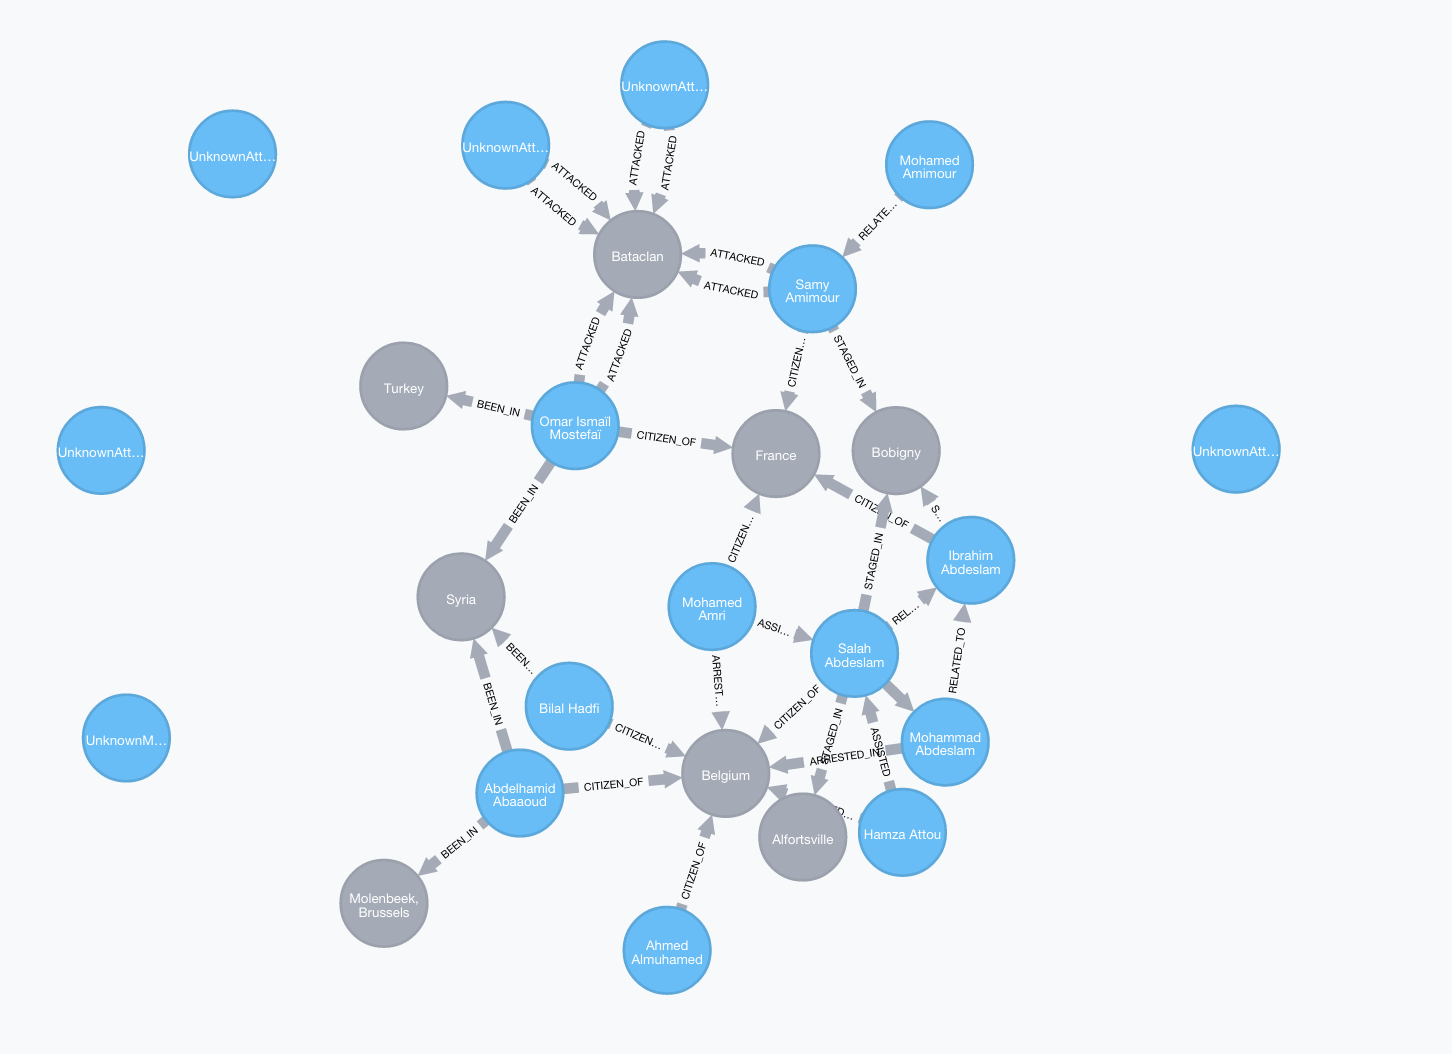 UnknownAtt...
UnknownAtt...
UnknownAtt...
Mohamed
Amimour
ATTACKED
ATTACKED
ATTACKED
ATTACKED
RELATE...
Bataclan
ATTACKED
ATTACKED
Samy
Amimour
ATTACKED
ATTACKED
CITIZEN...
STAGED_IN
Turkey
BEEN_IN
Omar Ismaïl
Mostefaï
CITIZEN_OF
France
Bobigny
UnknownAtt...
UnknownAtt...
BEEN_IN
CITIZEN...
CITIZEN_OF
S...
STAGED_IN
Ibrahim
Abdeslam
Syria
Mohamed
Amri
ASSI...
REL...
Salah
Abdeslam
RELATED_TO
BEEN...
BEEN_IN
ARREST...
CITIZEN_OF
Bilal Hadfi
CITIZEN...
STAGED_IN
ASSISTED
UnknownM...
Mohammad
Abdeslam
ARRESTED_IN
Belgium
Abdelhamid
Abaaoud
CITIZEN_OF
D...
Alfortsville
Hamza Attou
BEEN_IN
CITIZEN_OF
Molenbeek,
Brussels
Ahmed
Almuhamed